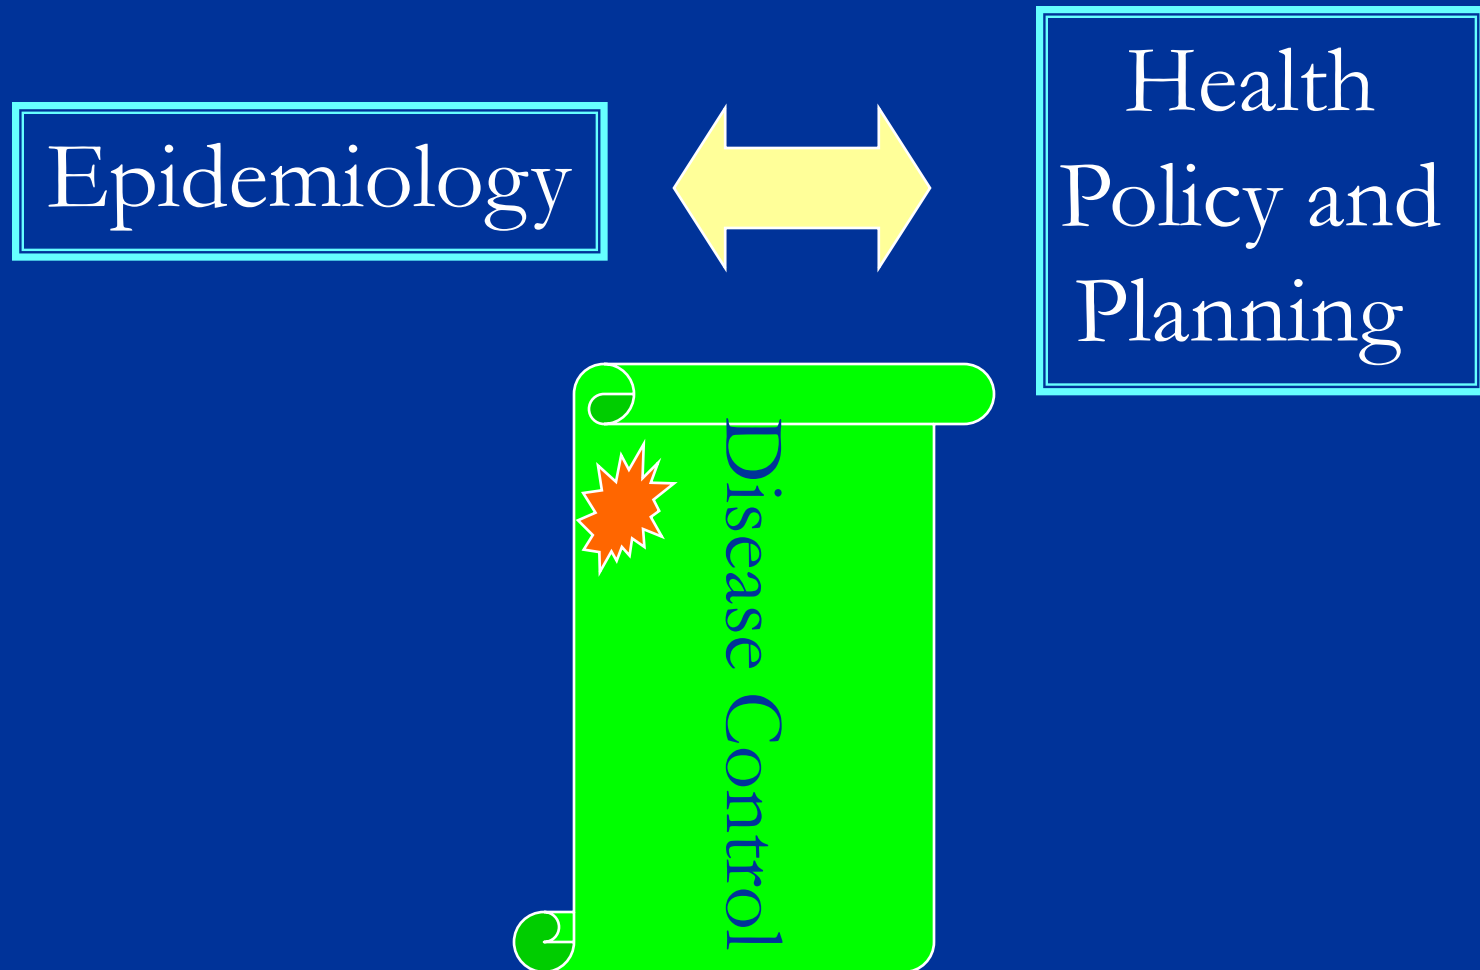 Epidemiology
Health
Policy and
Planning
Disease Control